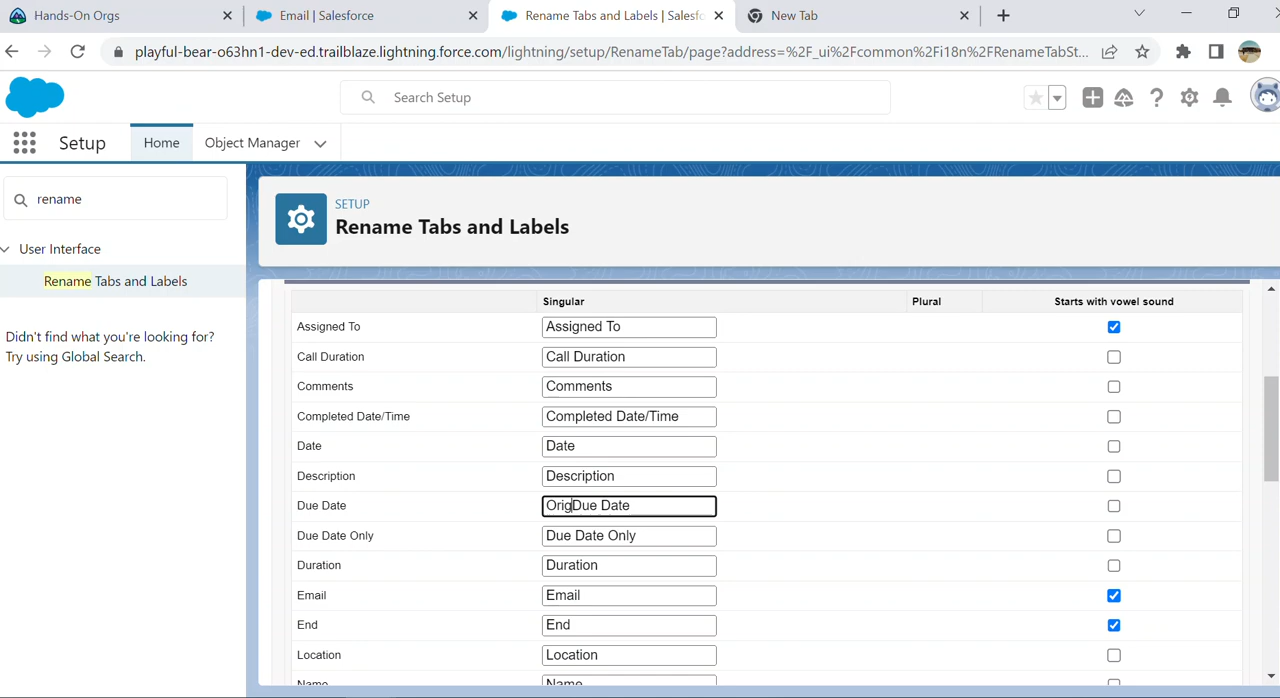 Hands-On Orgs
Email | Salesforce
Rename Tabs and Labels | Salesfo
New Tab
playful-bear-o63hn1-dev-ed.trailblaze.lightning.force.com/lightning/setup/RenameTab/page?address=%2F_ui%2Fcommon%2Fi18n%2FRenameTabSt...
Search Setup
Setup
Home
Object Manager
rename
User Interface
Rename Tabs and Labels
Didn't find what you're looking for?
Try using Global Search.
SETUP
Rename Tabs and Labels
Singular Plural Starts with vowel sound
Assigned To Assigned To
Call Duration Call Duration
Comments Comments
Completed Date/Time Completed Date/Time
Date Date
Description Description
Due Date OrigDue Date
Due Date Only Due Date Only
Duration Duration
Email Email
End End
Location Location
Name Name